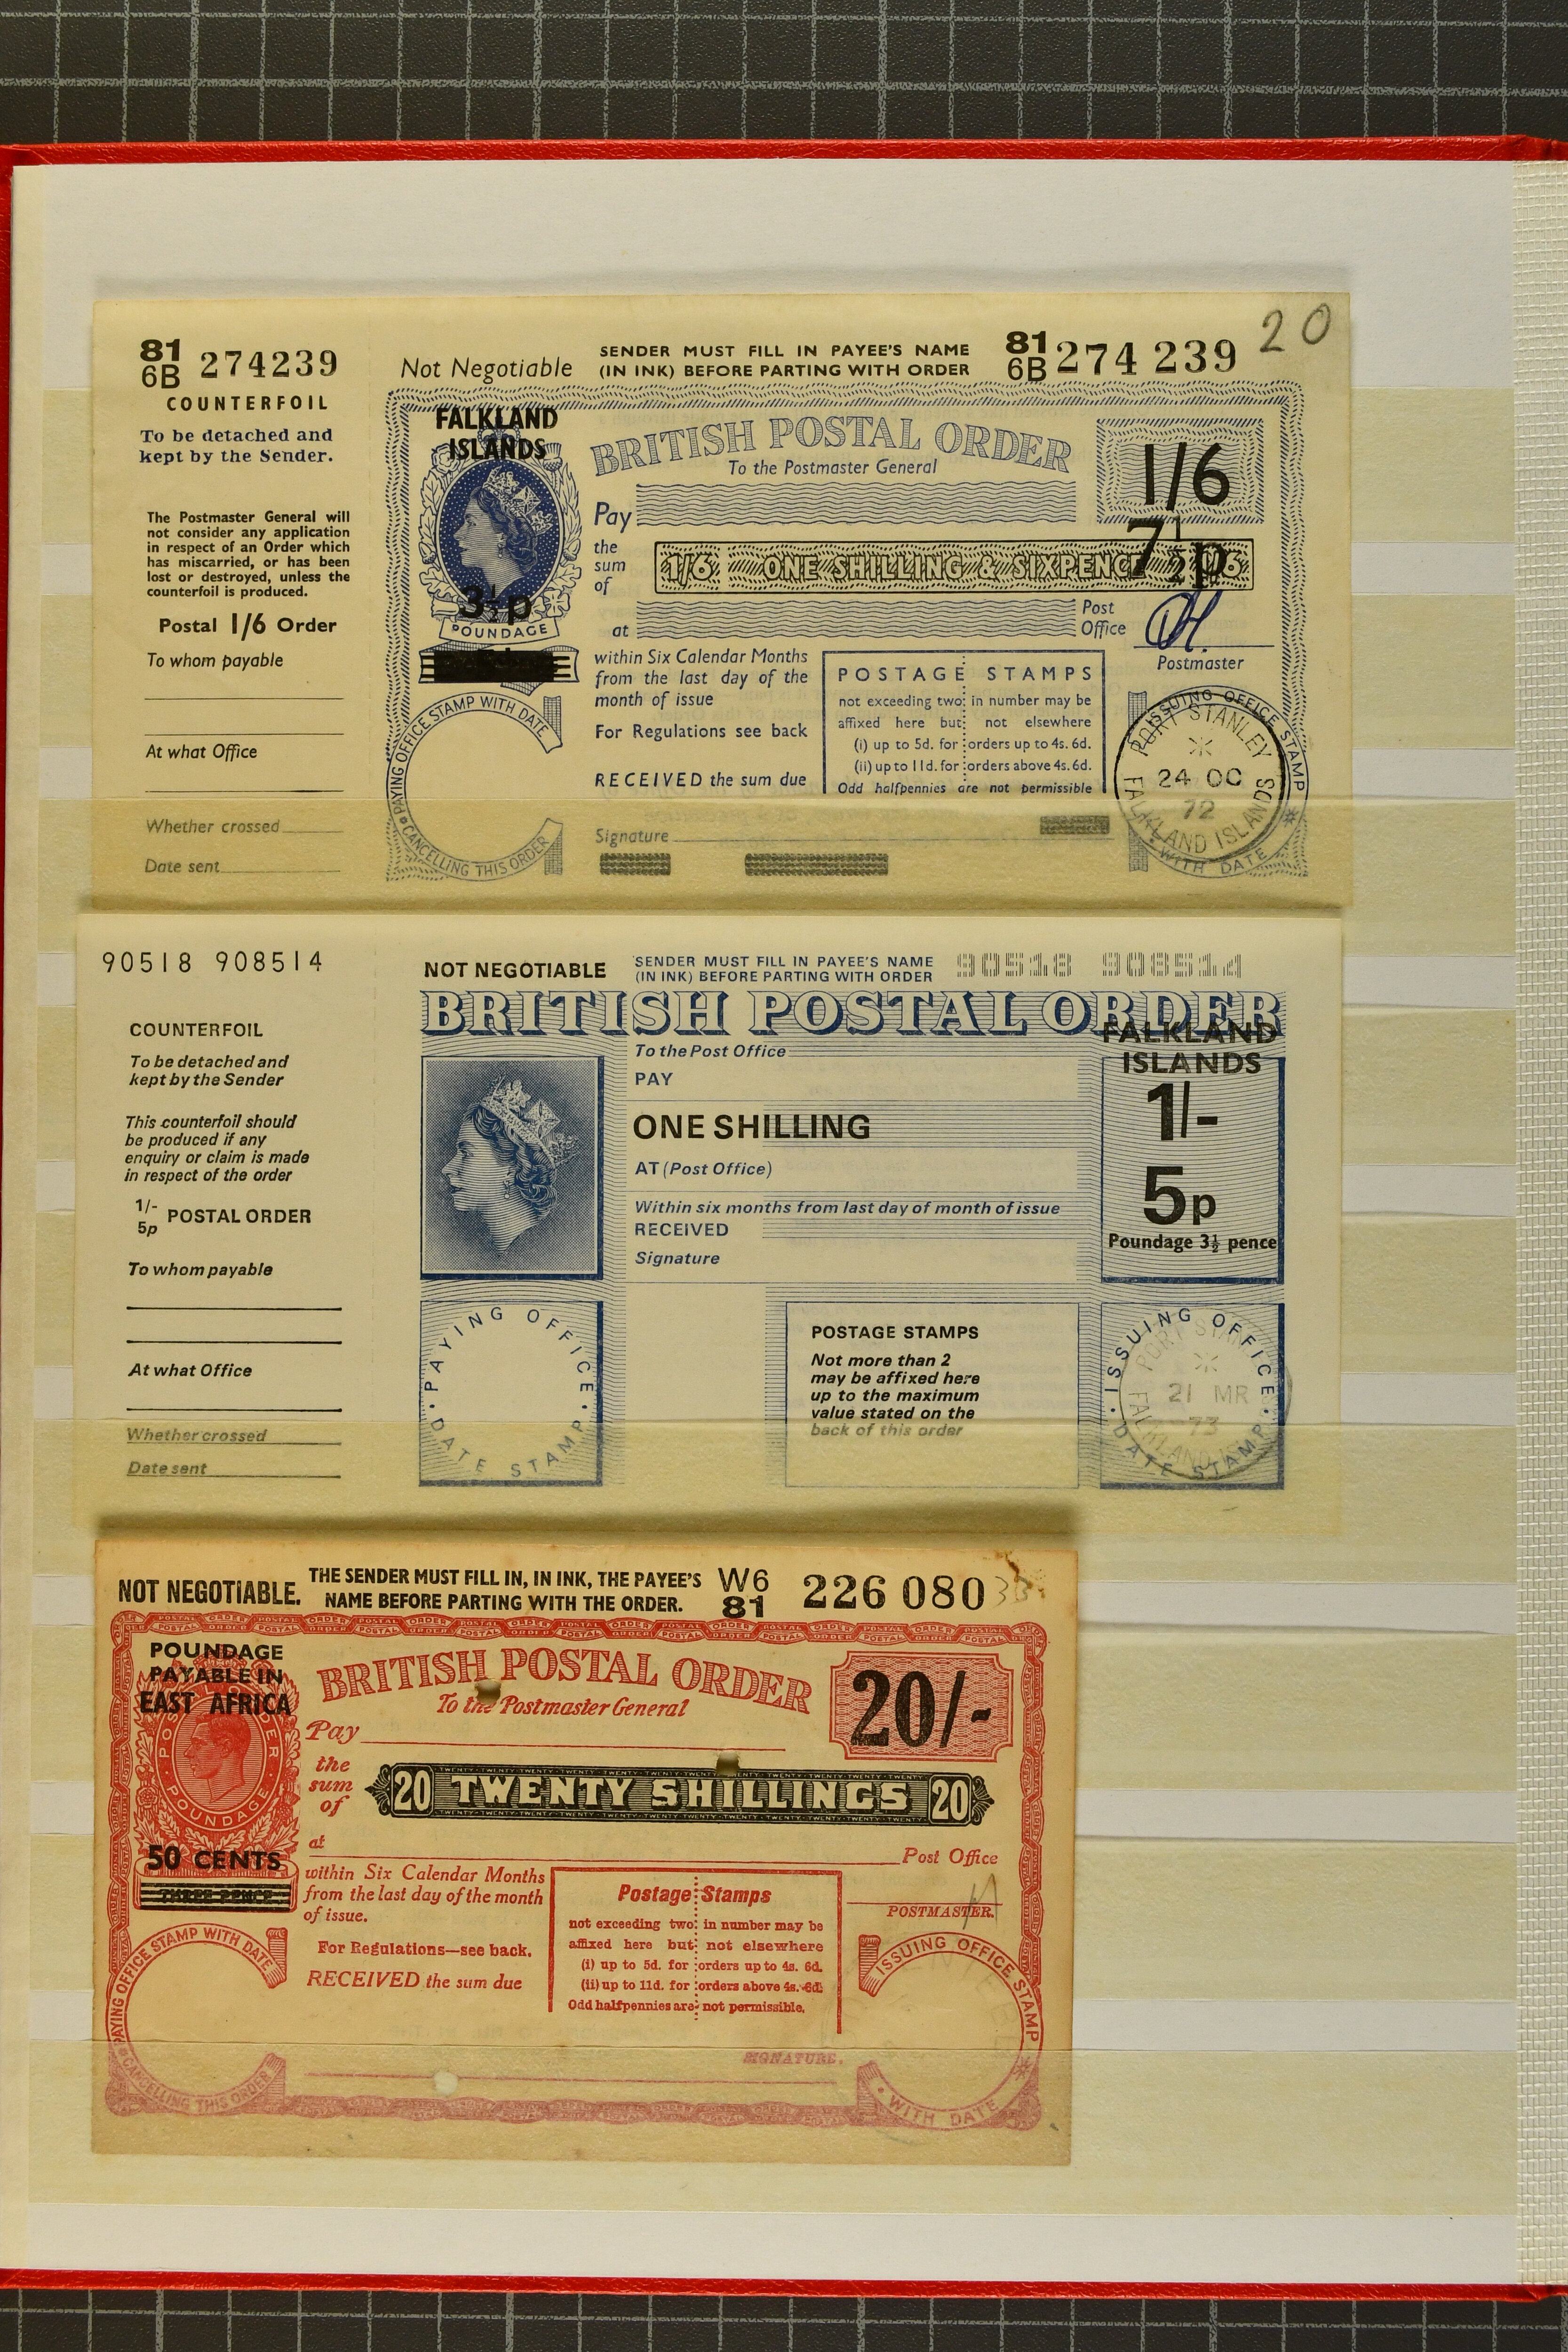 20
81
6B 274239
COUNTERFOIL
To be detached and
kept by the Sender.
The Postmaster General will
not consider any application
in respect of an Order which
has miscarried, or has been
lost or destroyed, unless the
counterfoil is produced.
Postal 1/6 Order
To whom payable
At what Office
Whether crossed
Date sent
Not Negotiable
SENDER MUST FILL IN PAYEE'S NAME
(IN INK) BEFORE PARTING WITH ORDER
81
6B 274 239
FALKLAND
ISLANDS
BRITISH POSTAL ORDER
To the Postmaster General
1/6
Pay
7½p
the
sum
of
1/6 ONE SHILLING & SIXPENCE 1/6
3½p
POUNDAGE
at
Post
Office
Postmaster
within Six Calendar Months
from the last day of the
month of issue
For Regulations see back
RECEIVED the sum due
Signature
POSTAGE STAMPS
not exceeding two in number may be
affixed here but not elsewhere
(i) up to 5d. for orders up to 4s. 6d.
(ii) up to 11d. for orders above 4s. 6d.
Odd halfpennies are not permissible
PAYING OFFICE STAMP WITH DATE
CANCELLING THIS ORDER
ISSUING OFFICE STAMP
WITH DATE
PORT STANLEY
24 OC
72
FALKLAND ISLANDS
90518 908514
COUNTERFOIL
To be detached and
kept by the Sender
This counterfoil should
be produced if any
enquiry or claim is made
in respect of the order
1/-
5p POSTAL ORDER
To whom payable
At what Office
Whether crossed
Date sent
NOT NEGOTIABLE
SENDER MUST FILL IN PAYEE'S NAME
(IN INK) BEFORE PARTING WITH ORDER
90518 908514
BRITISH POSTAL ORDER
FALKLAND
ISLANDS
To the Post Office
PAY
ONE SHILLING
1/-
AT (Post Office)
5p
Within six months from last day of month of issue
RECEIVED
Poundage 3½ pence
Signature
PAYING OFFICE
DATE STAMP
POSTAGE STAMPS
Not more than 2
may be affixed here
up to the maximum
value stated on the
back of this order
ISSUING OFFICE
DATE STAMP
21 MR
73
NOT NEGOTIABLE.
THE SENDER MUST FILL IN, IN INK, THE PAYEE'S
NAME BEFORE PARTING WITH THE ORDER.
W6
81 226 080
POUNDAGE
PAYABLE IN
EAST AFRICA
BRITISH POSTAL ORDER
To the Postmaster General
20/-
Pay
the
sum
of
20 TWENTY SHILLINGS 20
POUNDAGE
at
Post Office
50 CENTS
THREE PENCE
within Six Calendar Months
from the last day of the month
of issue.
For Regulations—see back.
RECEIVED the sum due
Postage Stamps
not exceeding two in number may be
affixed here but not elsewhere
(i) up to 5d. for orders up to 4s. 6d.
(ii) up to 11d. for orders above 4s. 6d.
Odd halfpennies are not permissible.
POSTMASTER.
SIGNATURE.
PAYING OFFICE STAMP WITH DATE
CANCELLING THIS ORDER
ISSUING OFFICE STAMP
WITH DATE